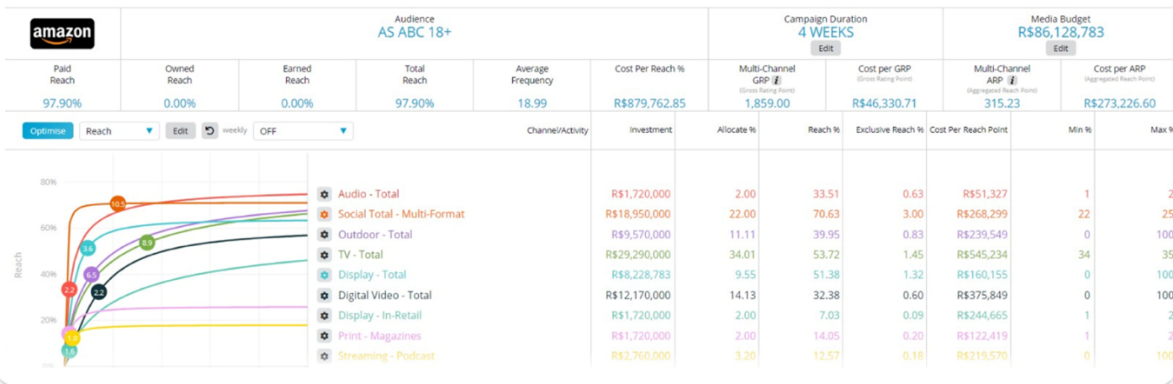 amazon
Audience
AS ABC 18+
Campaign Duration
4 WEEKS
Edit
Media Budget
R$86,128,783
Edit
Paid Reach
97.90%
Owned Reach
0.00%
Earned Reach
0.00%
Total Reach
97.90%
Average Frequency
18.99
Cost Per Reach %
R$879,762.85
Multi-Channel GRP i
(Gross Rating Point)
1,859.00
Cost per GRP
(Gross Rating Point)
R$46,330.71
Multi-Channel ARP i
(Aggregated Reach Point)
315.23
Cost per ARP
(Aggregated Reach Point)
R$273,226.60
Optimise Reach Edit weekly OFF
Channel/Activity Investment Allocate % Reach % Exclusive Reach % Cost Per Reach Point Min % Max %
Audio - Total R$1,720,000 2.00 33.51 0.63 R$51,327 1 2
Social Total - Multi-Format R$18,950,000 22.00 70.63 3.00 R$268,299 22 25
Outdoor - Total R$9,570,000 11.11 39.95 0.83 R$239,549 0 100
TV - Total R$29,290,000 34.01 53.72 1.45 R$545,234 34 35
Display - Total R$8,228,783 9.55 51.38 1.32 R$160,155 0 100
Digital Video - Total R$12,170,000 14.13 32.38 0.60 R$375,849 0 100
Display - In-Retail R$1,720,000 2.00 7.03 0.09 R$244,665 1 2
Print - Magazines R$1,720,000 2.00 14.05 0.20 R$122,419 1 2
Streaming - Podcast R$2,760,000 3.20 12.57 0.18 R$219,570 0 100
Reach
80%
60%
40%
20%
10.5
3.6
8.9
6.5
2.2
2.2